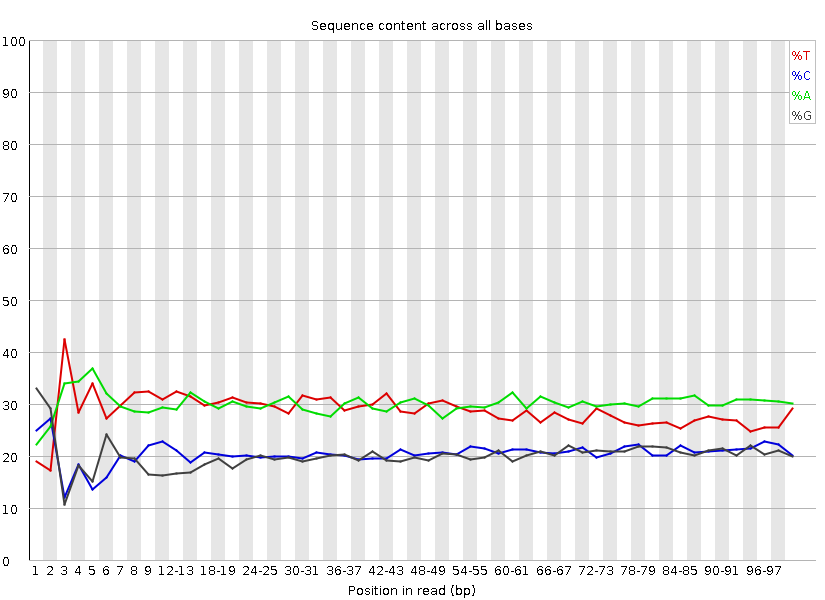 Sequence content across all bases
100
90
80
70
60
50
40
30
20
10
0
%T
%C
%A
%G
1 2 3 4 5 6 7 8 9 12-13 18-19 24-25 30-31 36-37 42-43 48-49 54-55 60-61 66-67 72-73 78-79 84-85 90-91 96-97
Position in read (bp)